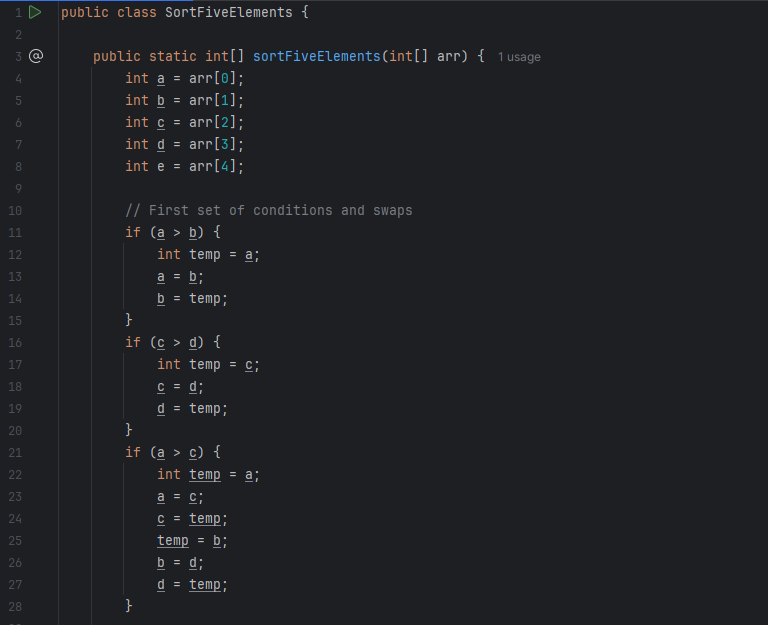 1 public class SortFiveElements {
2
3 @ public static int[] sortFiveElements(int[] arr) { 1 usage
4 int a = arr[0];
5 int b = arr[1];
6 int c = arr[2];
7 int d = arr[3];
8 int e = arr[4];
9
10 // First set of conditions and swaps
11 if (a > b) {
12 int temp = a;
13 a = b;
14 b = temp;
15 }
16 if (c > d) {
17 int temp = c;
18 c = d;
19 d = temp;
20 }
21 if (a > c) {
22 int temp = a;
23 a = c;
24 c = temp;
25 temp = b;
26 b = d;
27 d = temp;
28 }